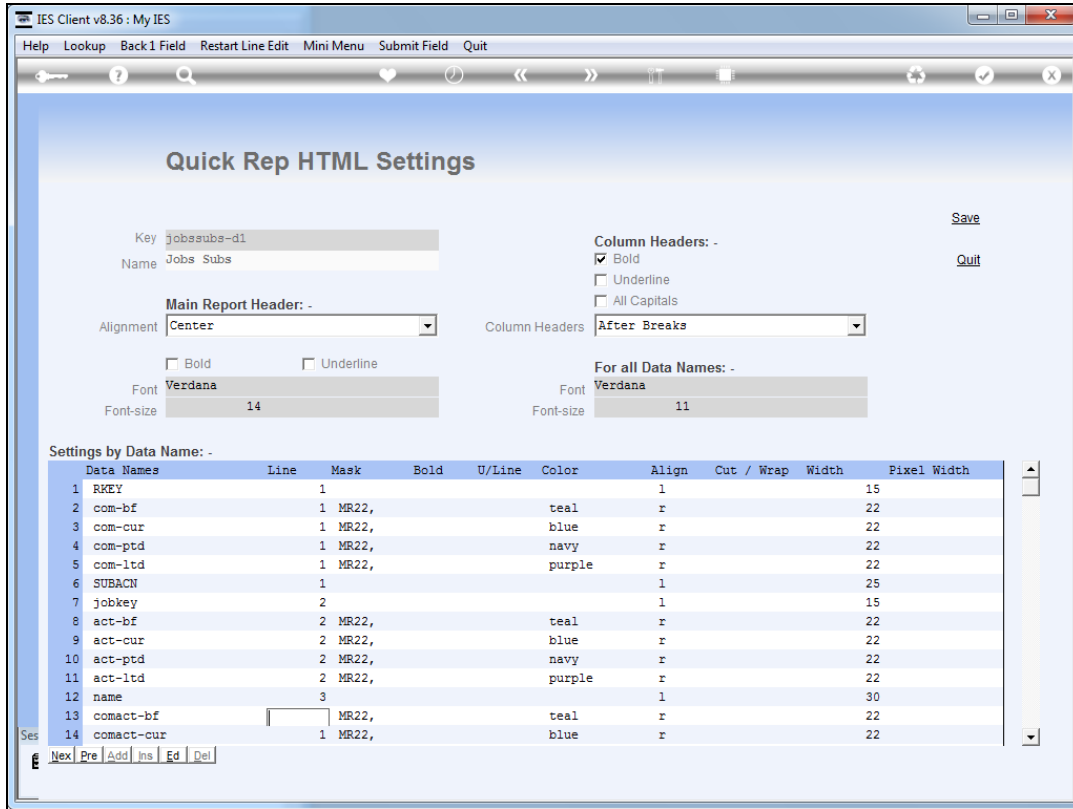 IES Client v8.36 : My IES
Help Lookup Back 1 Field Restart Line Edit Mini Menu Submit Field Quit
Quick Rep HTML Settings
Save
Key jobssubs-d1
Column Headers: -
Name Jobs Subs
Bold
Quit
Underline
Main Report Header: -
All Capitals
Alignment Center
Column Headers After Breaks
Bold Underline
For all Data Names: -
Font Verdana
Font Verdana
Font-size 14
Font-size 11
Settings by Data Name: -
Data Names Line Mask Bold U/Line Color Align Cut / Wrap Width Pixel Width
1 RKEY 1 l 15
2 com-bf 1 MR22, teal r 22
3 com-cur 1 MR22, blue r 22
4 com-ptd 1 MR22, navy r 22
5 com-ltd 1 MR22, purple r 22
6 SUBACN 1 l 25
7 jobkey 2 l 15
8 act-bf 2 MR22, teal r 22
9 act-cur 2 MR22, blue r 22
10 act-ptd 2 MR22, navy r 22
11 act-ltd 2 MR22, purple r 22
12 name 3 l 30
13 comact-bf MR22, teal r 22
14 comact-cur 1 MR22, blue r 22
Ses
Nex Pre Add Ins Ed Del